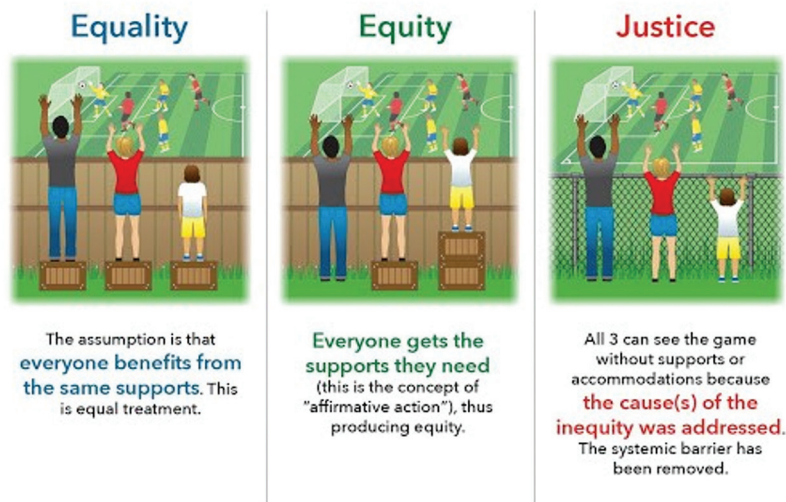 Equality
The assumption is that
everyone benefits from
the same supports. This
is equal treatment.
Equity
Everyone gets the
supports they need
(this is the concept of
"affirmative action"), thus
producing equity.
Justice
All 3 can see the game
without supports or
accommodations because
the cause(s) of the
inequity was addressed.
The systemic barrier has
been removed.